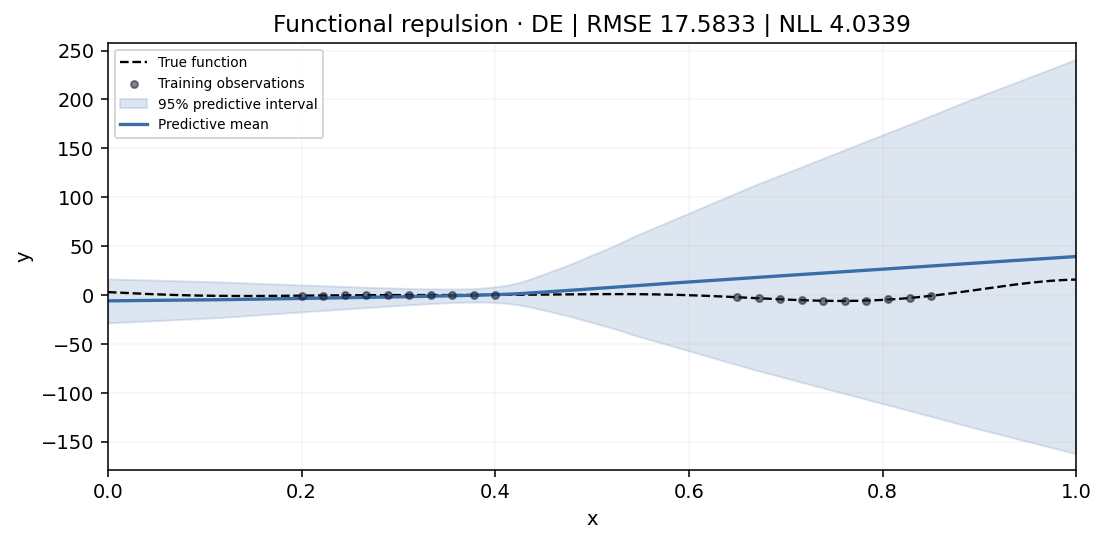 Functional repulsion · DE | RMSE 17.5833 | NLL 4.0339
True function
Training observations
95% predictive interval
Predictive mean
y
250
200
150
100
50
0
−50
−100
−150
0.0 0.2 0.4 0.6 0.8 1.0
x